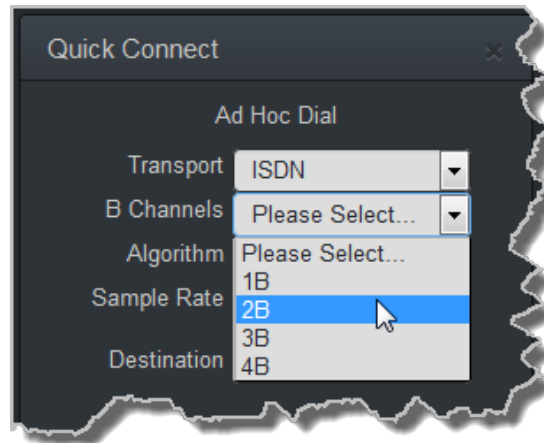 Quick Connect ×
Ad Hoc Dial
Transport ISDN
B Channels Please Select...
Algorithm Please Select...
1B
Sample Rate 2B
3B
Destination 4B